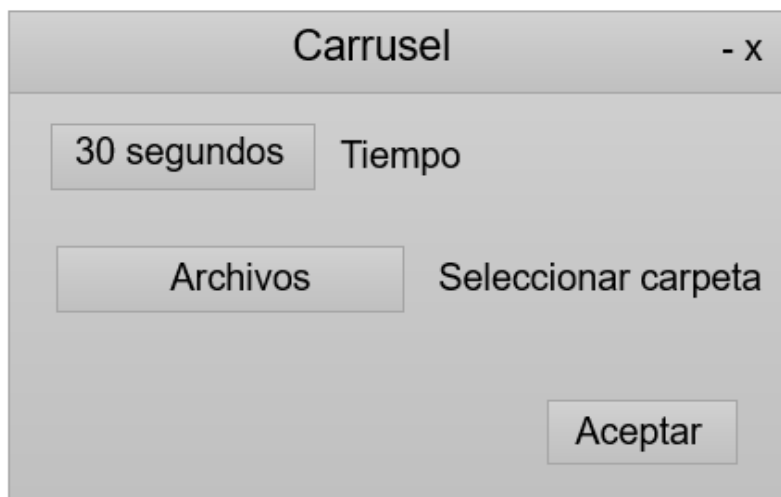 Carrusel - x
30 segundos Tiempo
Archivos Seleccionar carpeta
Aceptar